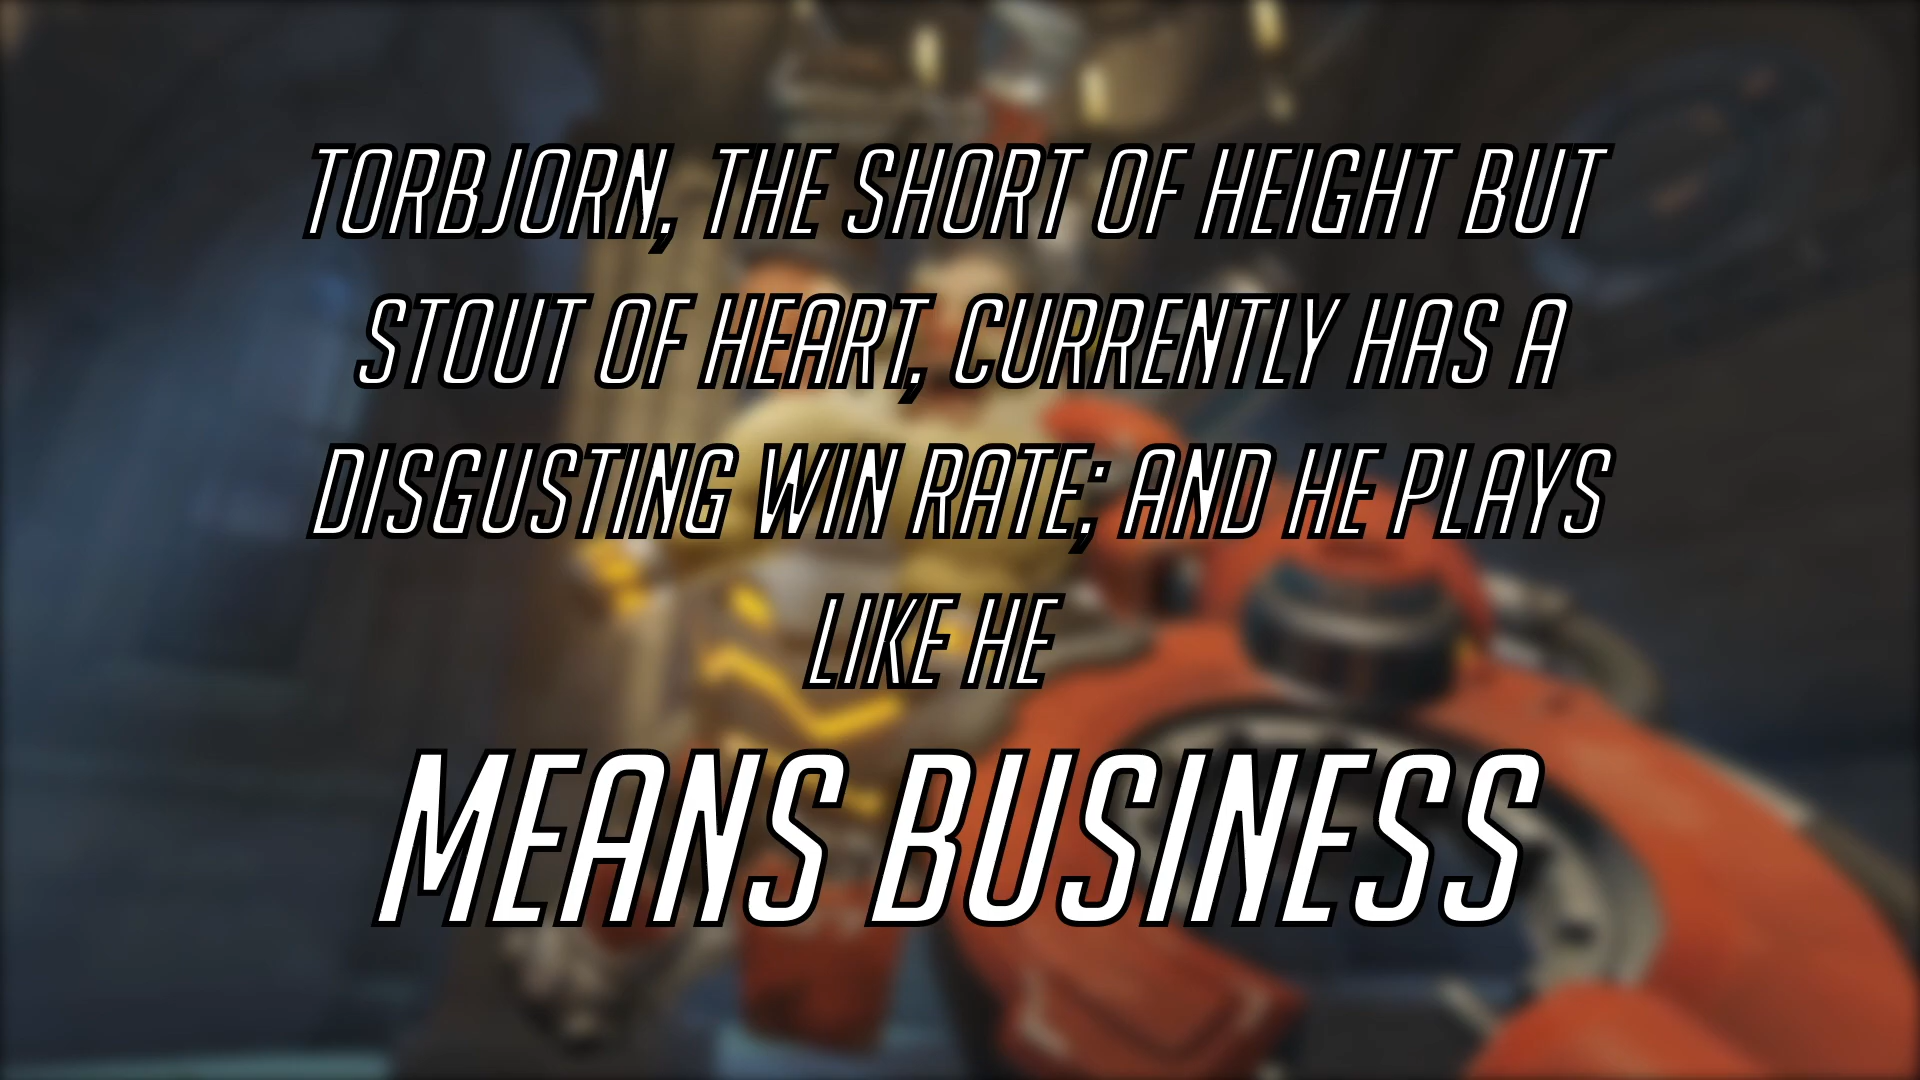 TORBJORN, THE SHORT OF HEIGHT BUT
STOUT OF HEART, CURRENTLY HAS A
DISGUSTING WIN RATE; AND HE PLAYS
LIKE HE
MEANS BUSINESS